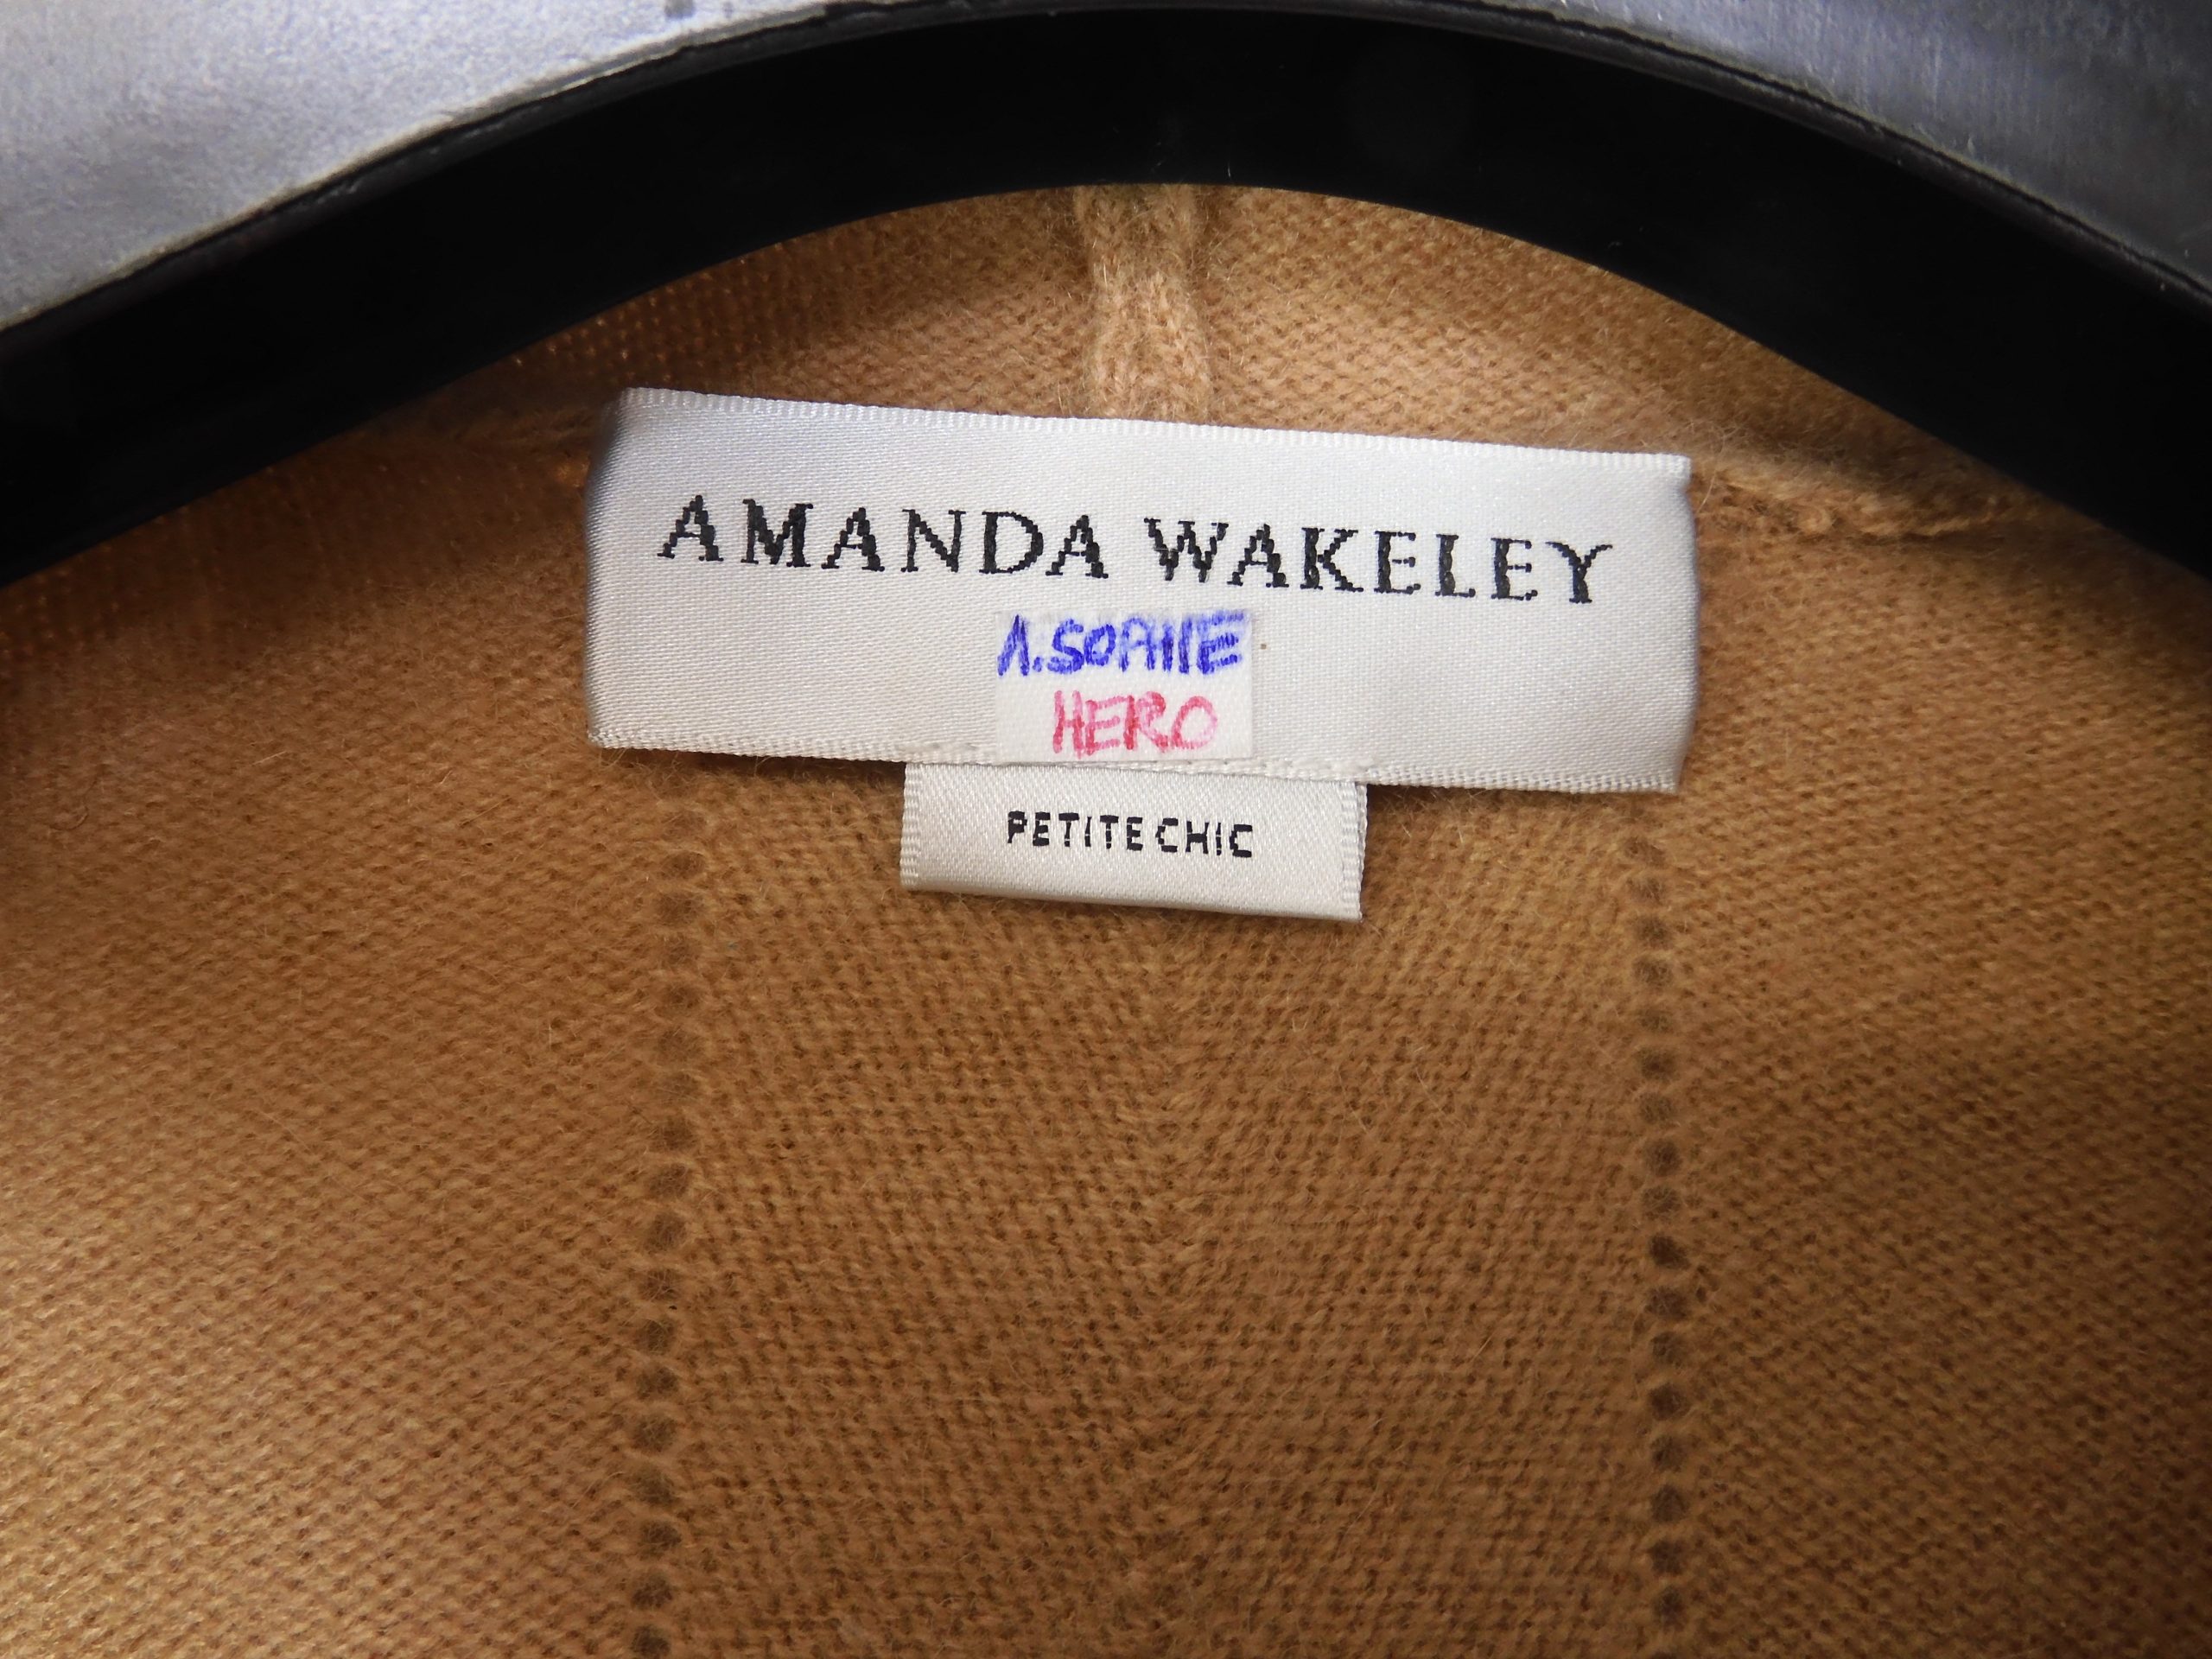 AMANDA WAKELEY
A.SOPHIE
HERO
PETITE CHIC